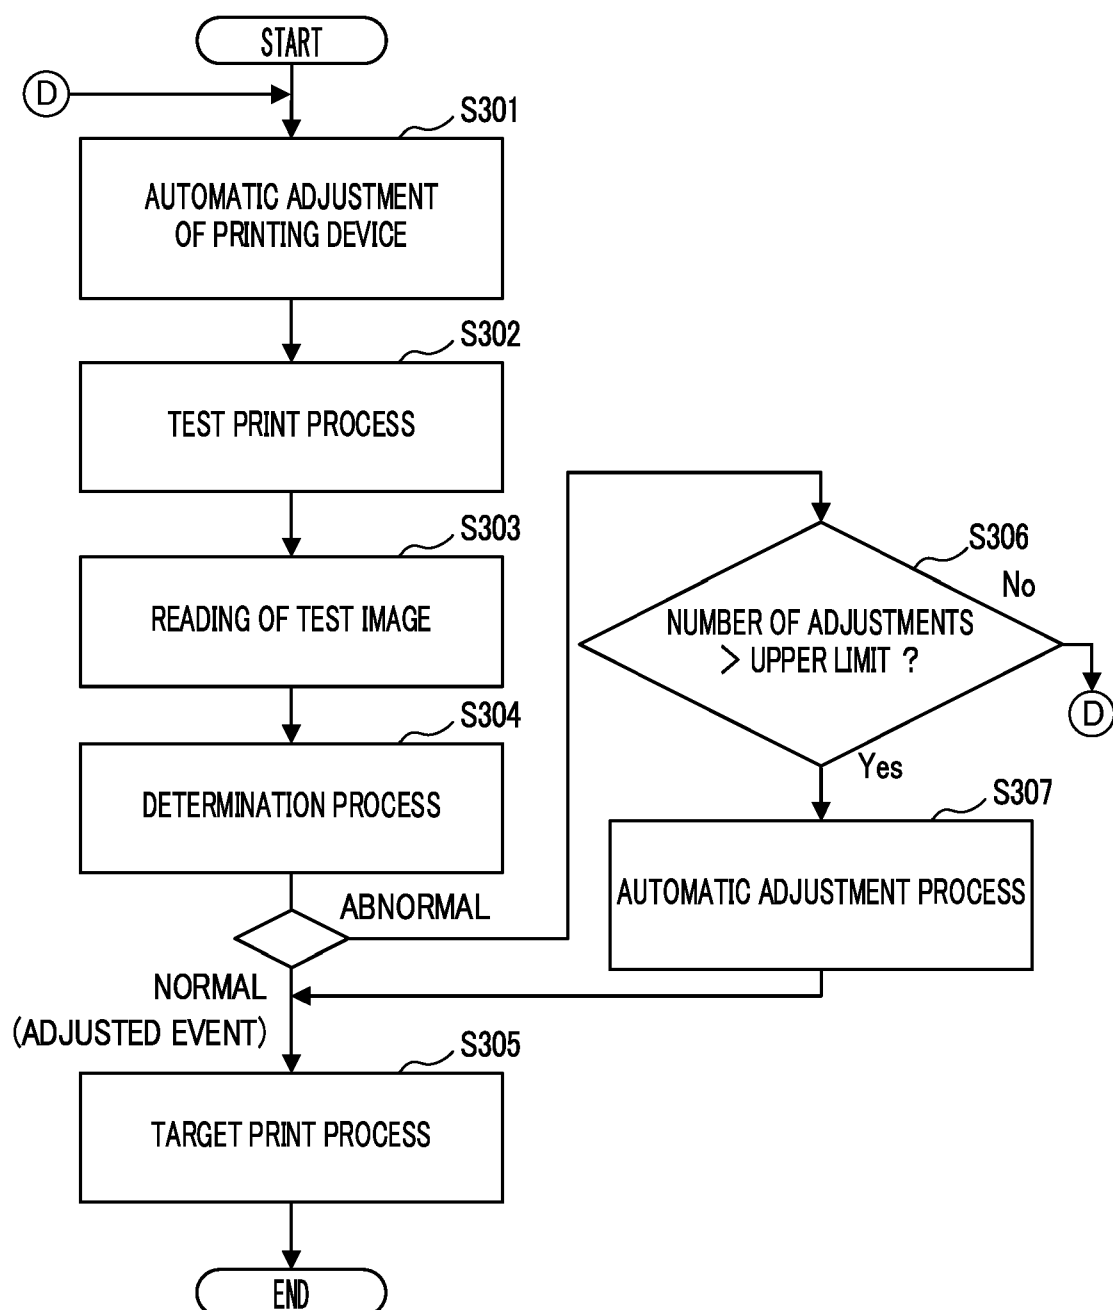 START
D
S301
AUTOMATIC ADJUSTMENT
OF PRINTING DEVICE
S302
TEST PRINT PROCESS
S303
READING OF TEST IMAGE
S304
DETERMINATION PROCESS
ABNORMAL
NORMAL
(ADJUSTED EVENT)
S305
TARGET PRINT PROCESS
END
S306
No
NUMBER OF ADJUSTMENTS
> UPPER LIMIT ?
D
Yes
S307
AUTOMATIC ADJUSTMENT PROCESS